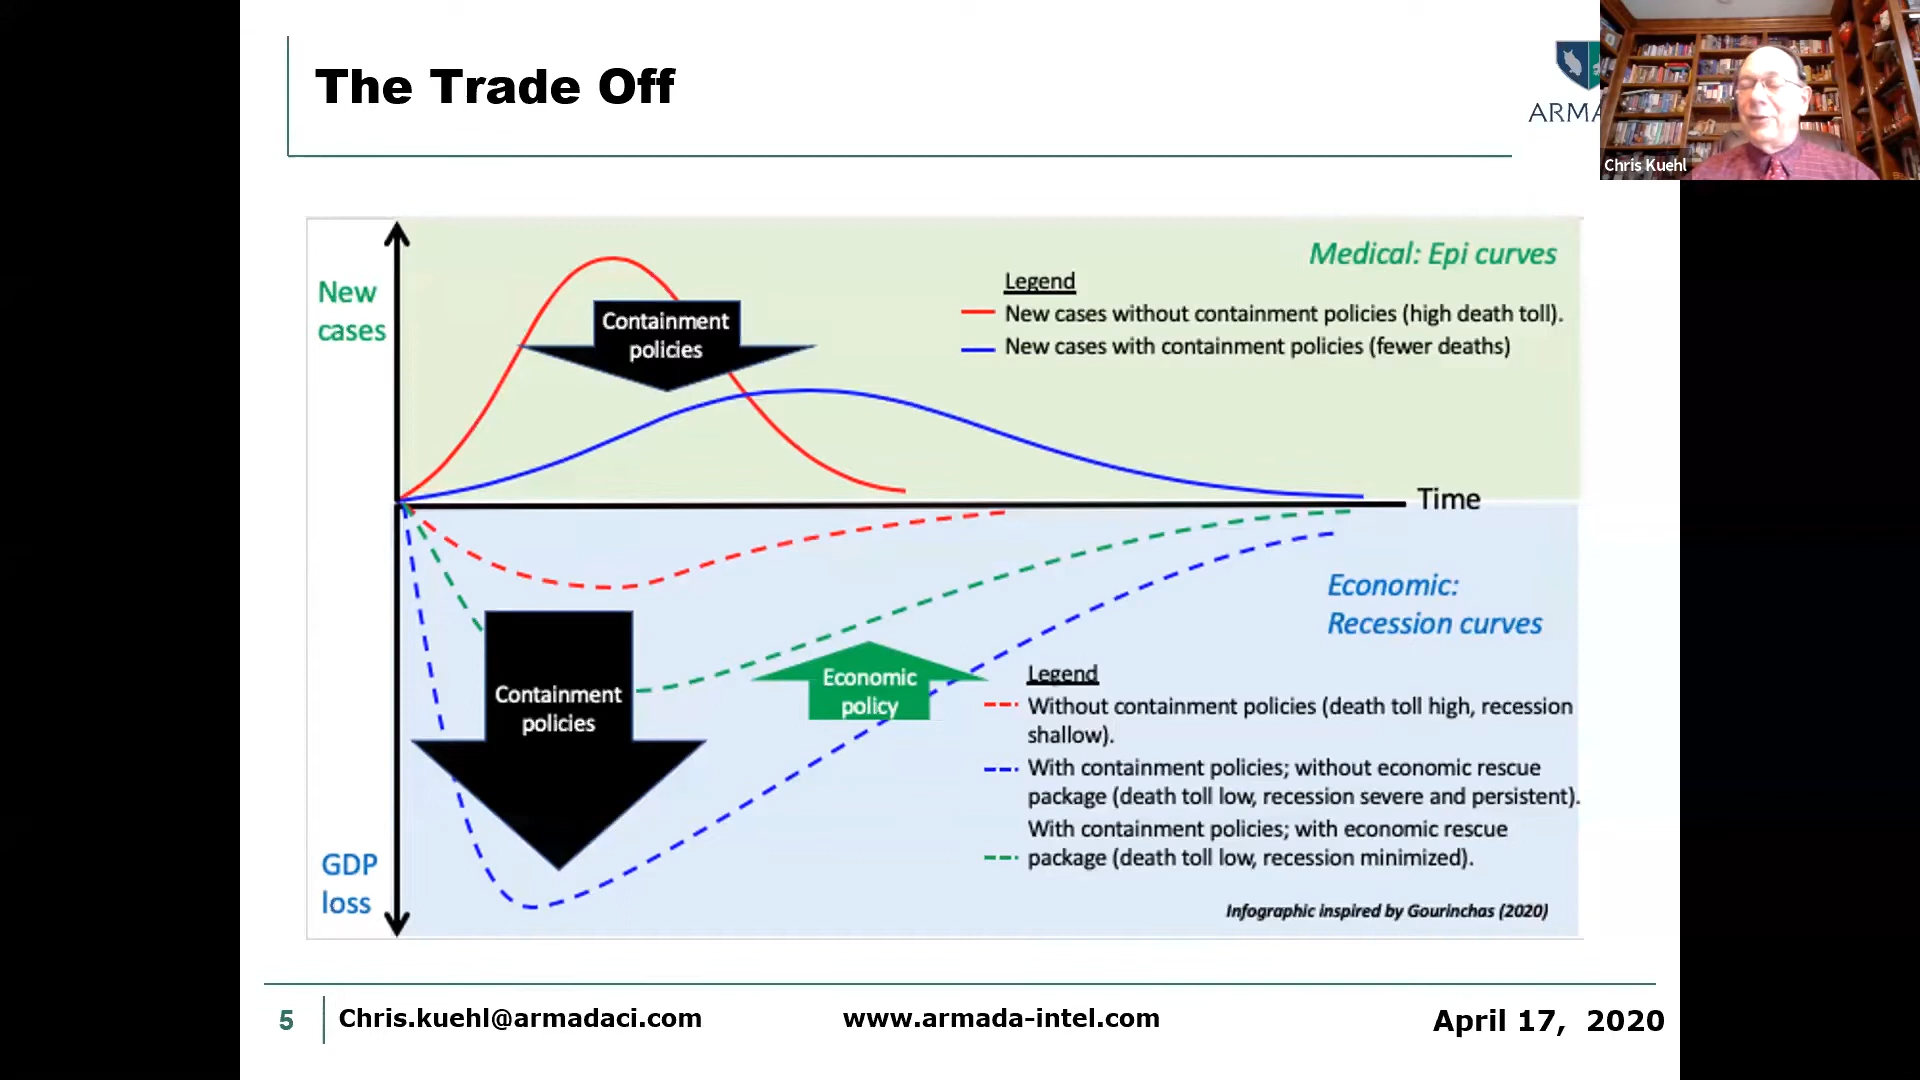 The Trade Off
ARMA
Chris Kuehl
New
cases
Containment
policies
Medical: Epi curves
Legend
New cases without containment policies (high death toll).
New cases with containment policies (fewer deaths)
Time
Containment
policies
Economic
policy
Economic:
Recession curves
Legend
Without containment policies (death toll high, recession
shallow).
With containment policies; without economic rescue
package (death toll low, recession severe and persistent).
With containment policies; with economic rescue
package (death toll low, recession minimized).
GDP
loss
Infographic inspired by Gourinchas (2020)
5
Chris.kuehl@armadaci.com
www.armada-intel.com
April 17, 2020